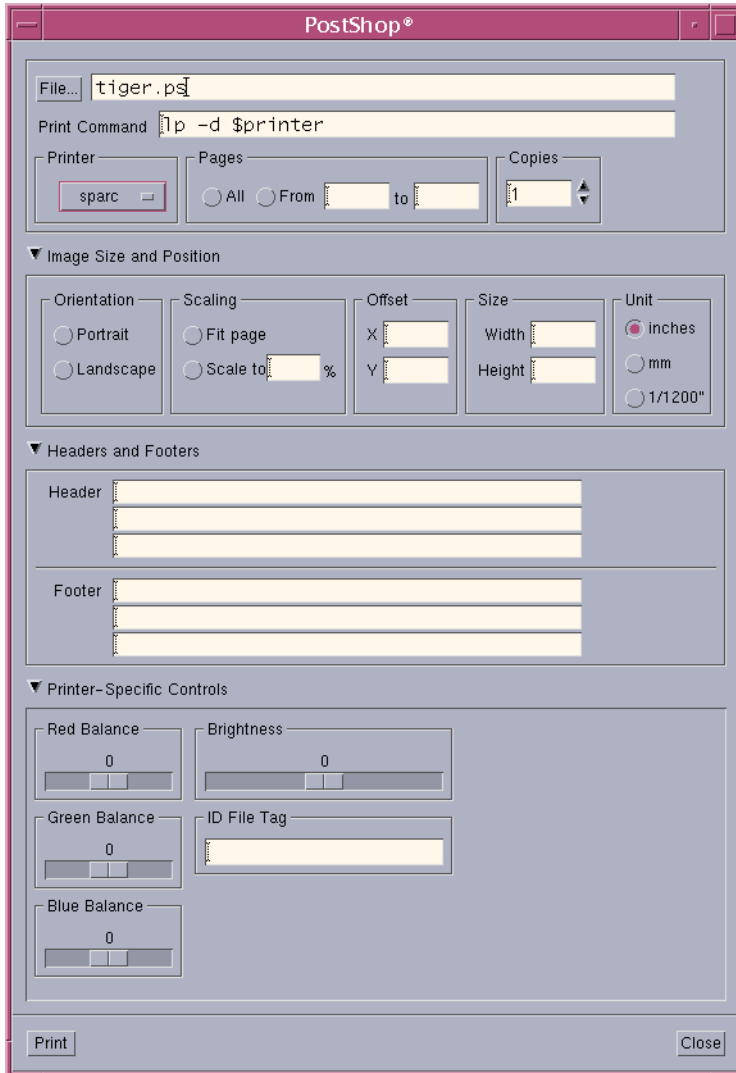 PostShop®
File... tiger.ps
Print Command lp -d $printer
Printer Pages Copies
sparc All From to 1
Image Size and Position
Orientation Scaling Offset Size Unit
Portrait Fit page X Width inches
Landscape Scale to % Y Height mm
1/1200"
Headers and Footers
Header
Footer
Printer-Specific Controls
Red Balance Brightness
0 0
Green Balance ID File Tag
0
Blue Balance
0
Print Close